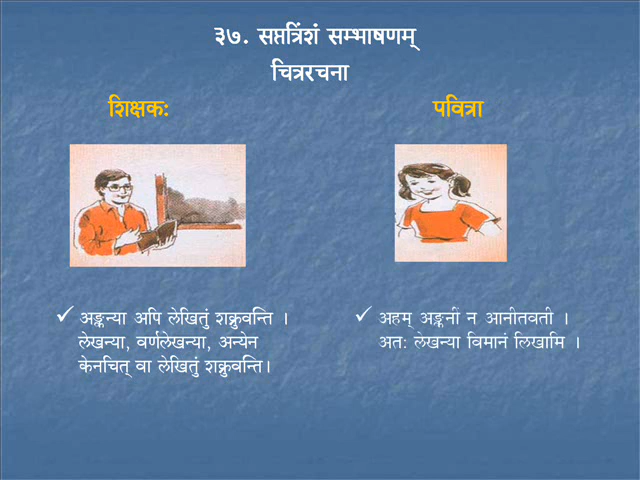 ३७. सप्तत्रिंशं सम्भाषणम्
चित्ररचना
शिक्षकः
पवित्रा
अङ्कन्या अपि लेखितुं शक्नुवन्ति ।
लेखन्या, वर्णलेखन्या, अन्येन
केनचित् वा लेखितुं शक्नुवन्ति।
अहम् अङ्कनीं न आनीतवती ।
अतः लेखन्या विमानं लिखामि ।